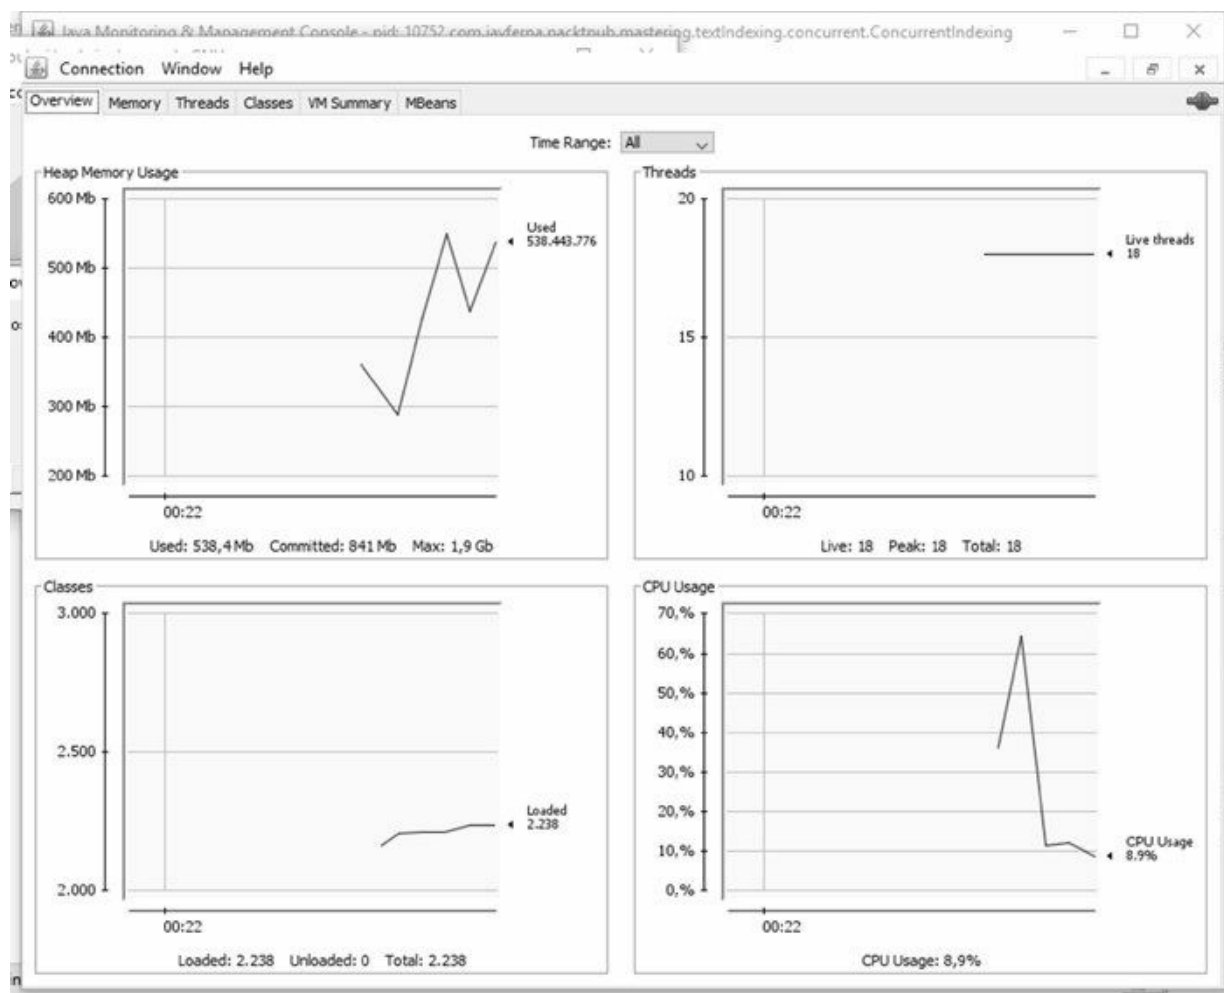 Java Monitoring & Management Console - pid: 10752 com.javferna.packtpub.mastering.textIndexing.concurrent.ConcurrentIndexing
Connection Window Help
Overview Memory Threads Classes VM Summary MBeans
Time Range: All
Heap Memory Usage
600 Mb
500 Mb
400 Mb
300 Mb
200 Mb
Used
538.443.776
00:22
Used: 538,4 Mb Committed: 841 Mb Max: 1,9 Gb
Threads
20
15
10
Live threads
18
00:22
Live: 18 Peak: 18 Total: 18
Classes
3.000
2.500
2.000
Loaded
2.238
00:22
Loaded: 2.238 Unloaded: 0 Total: 2.238
CPU Usage
70,%
60,%
50,%
40,%
30,%
20,%
10,%
0,%
CPU Usage
8.9%
00:22
CPU Usage: 8,9%